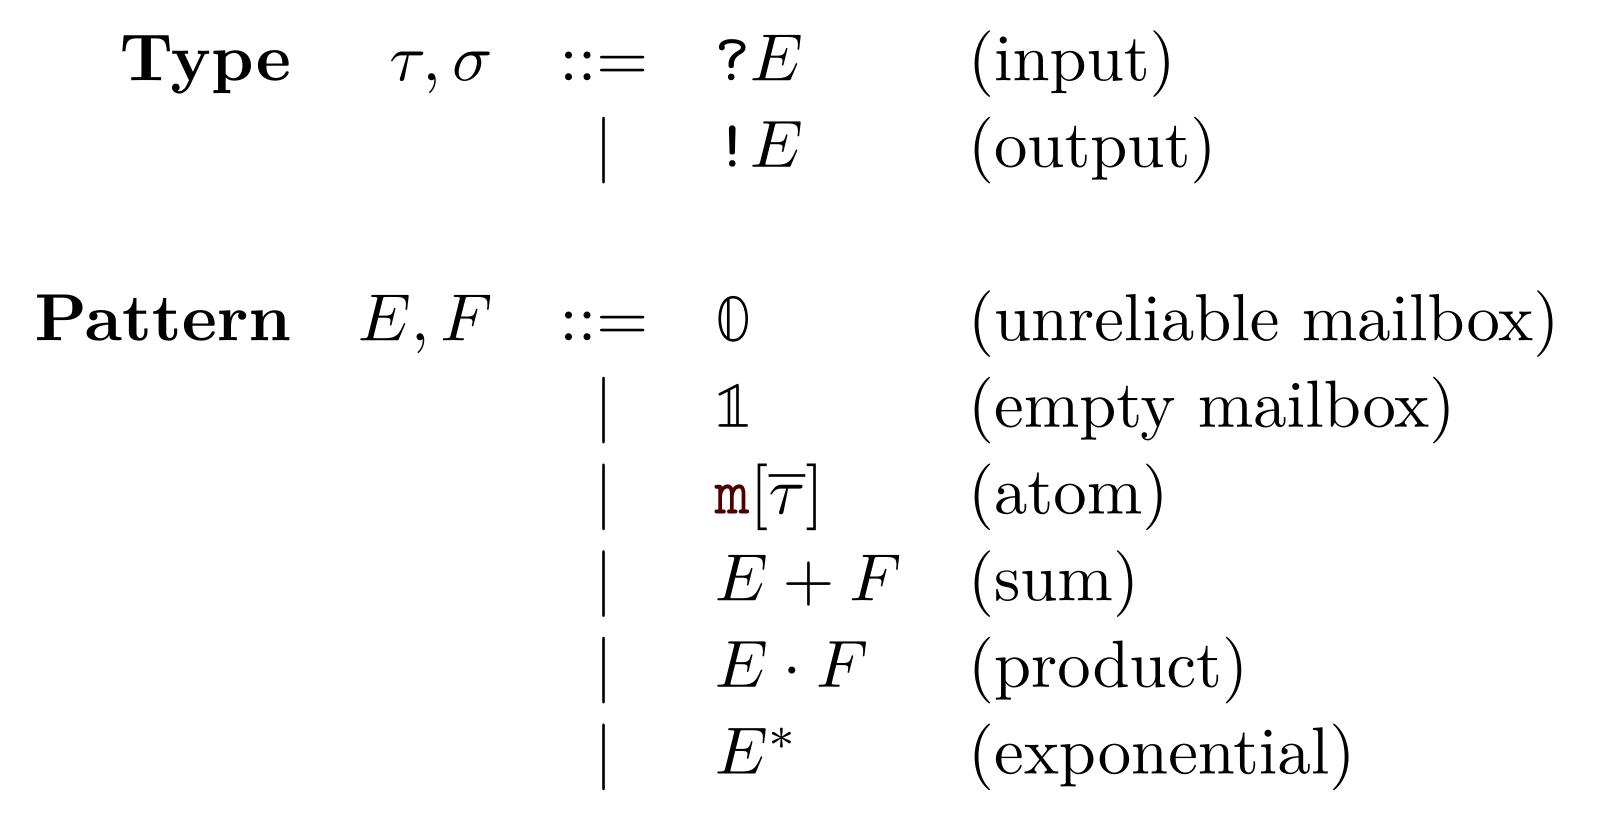 Type τ, σ ::= ?E (input)
| !E (output)
Pattern E, F ::= 𝟘 (unreliable mailbox)
| 𝟙 (empty mailbox)
| m[τ̅] (atom)
| E + F (sum)
| E · F (product)
| E* (exponential)